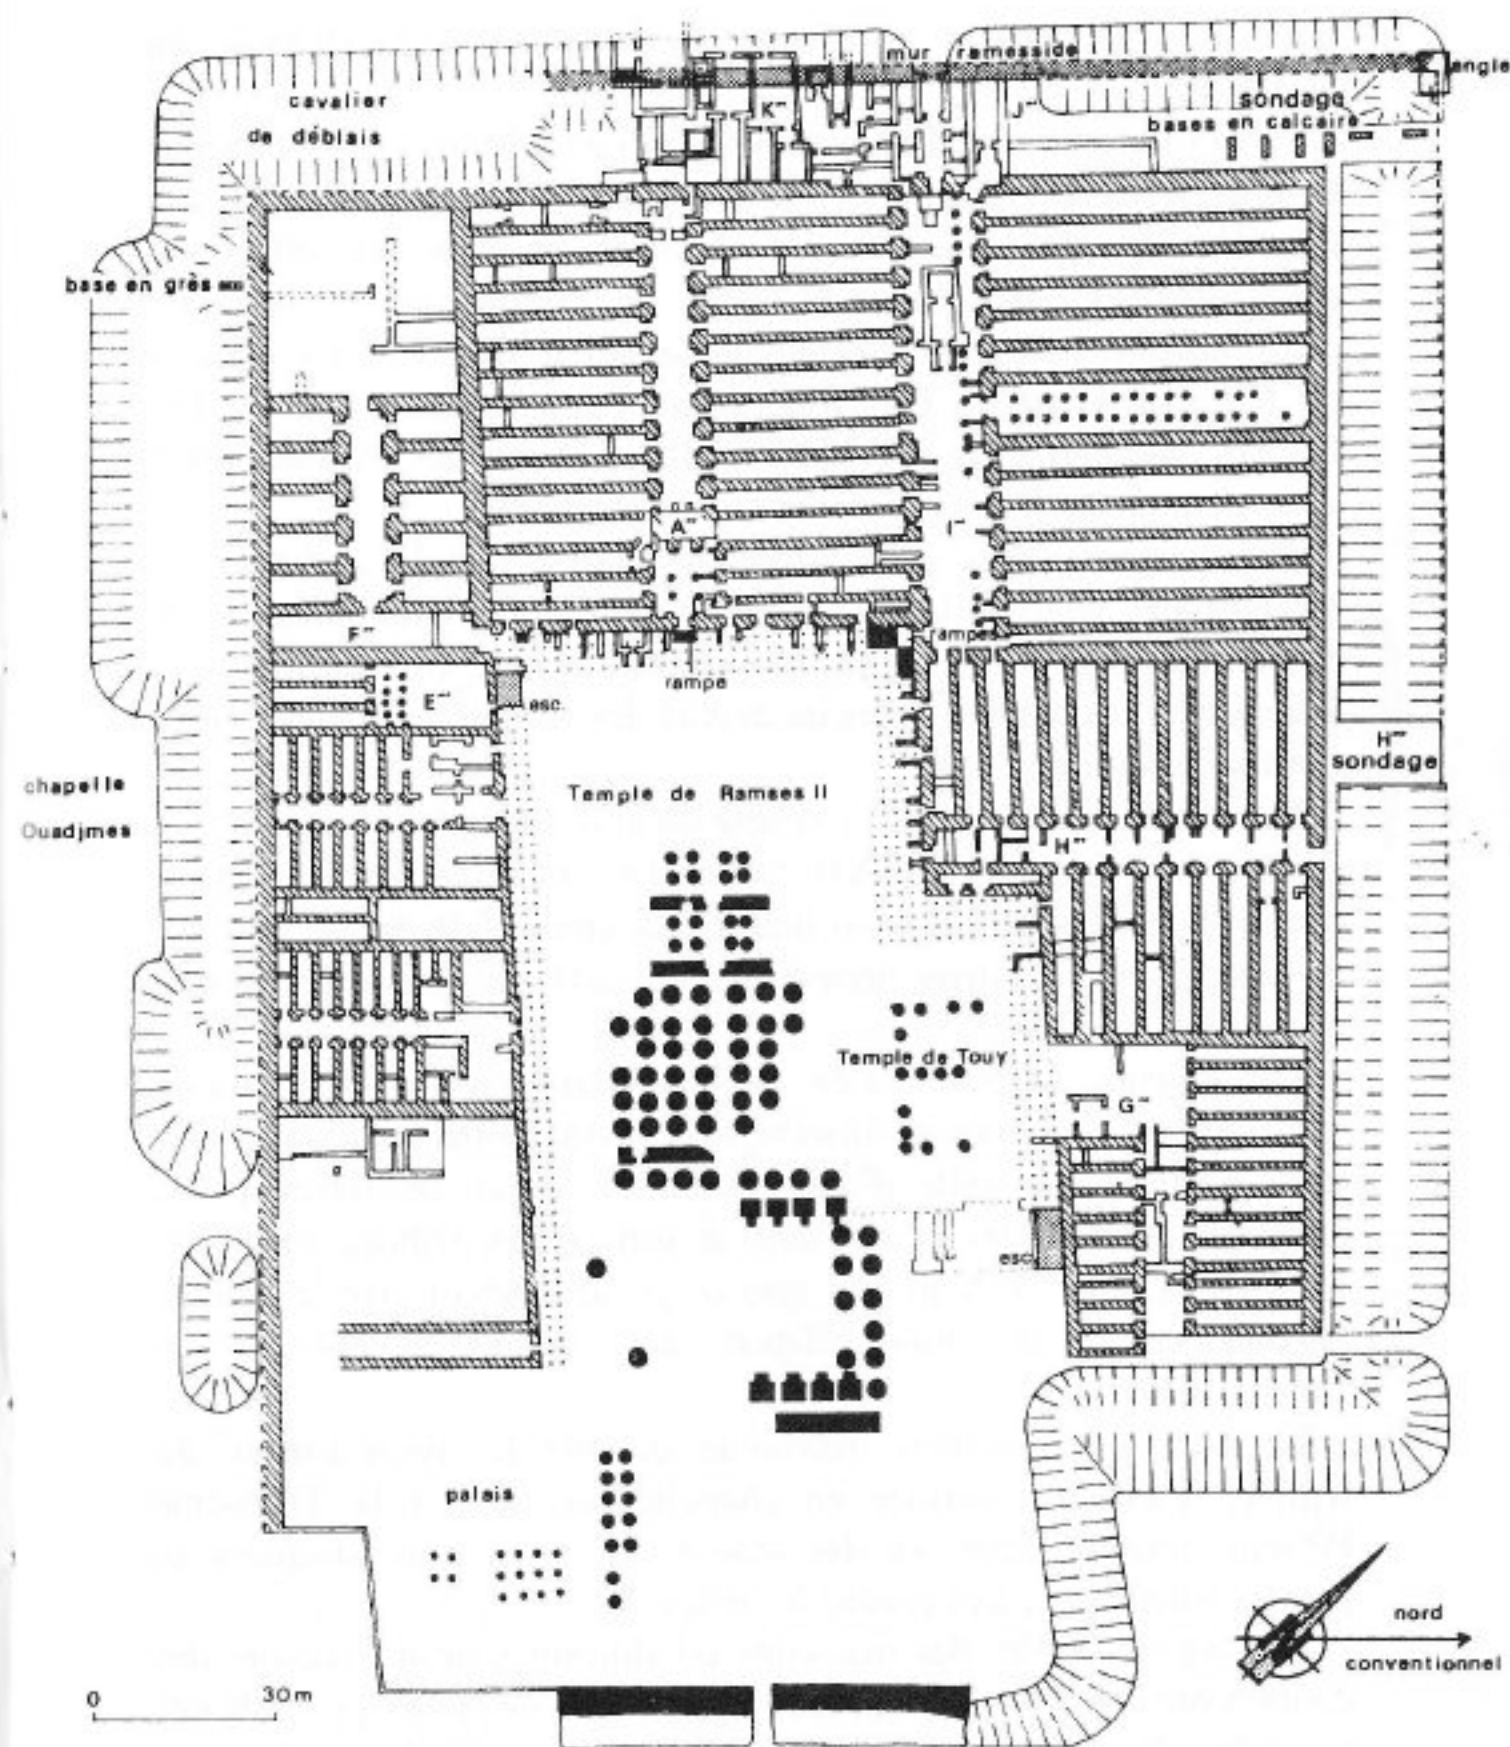 mur ramesside
angle
cavalier
de déblais
K'''
J'''
sondage
bases en calcaire
base en grès
A'''
I'''
F'''
rampes
rampe
E'''
esc.
H'''
sondage
chapelle
Ouadjmes
Temple de Ramses II
H'''
Temple de Touy
G'''
esc.
palais
nord
conventionnel
0 30m